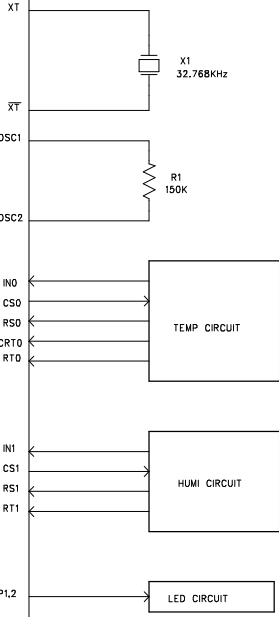 XT
X1
32.768KHz
XT
OSC1
R1
150K
OSC2
IN0
CS0
RS0
CRT0
RT0
TEMP CIRCUIT
IN1
CS1
RS1
RT1
HUMI CIRCUIT
P1,2
LED CIRCUIT